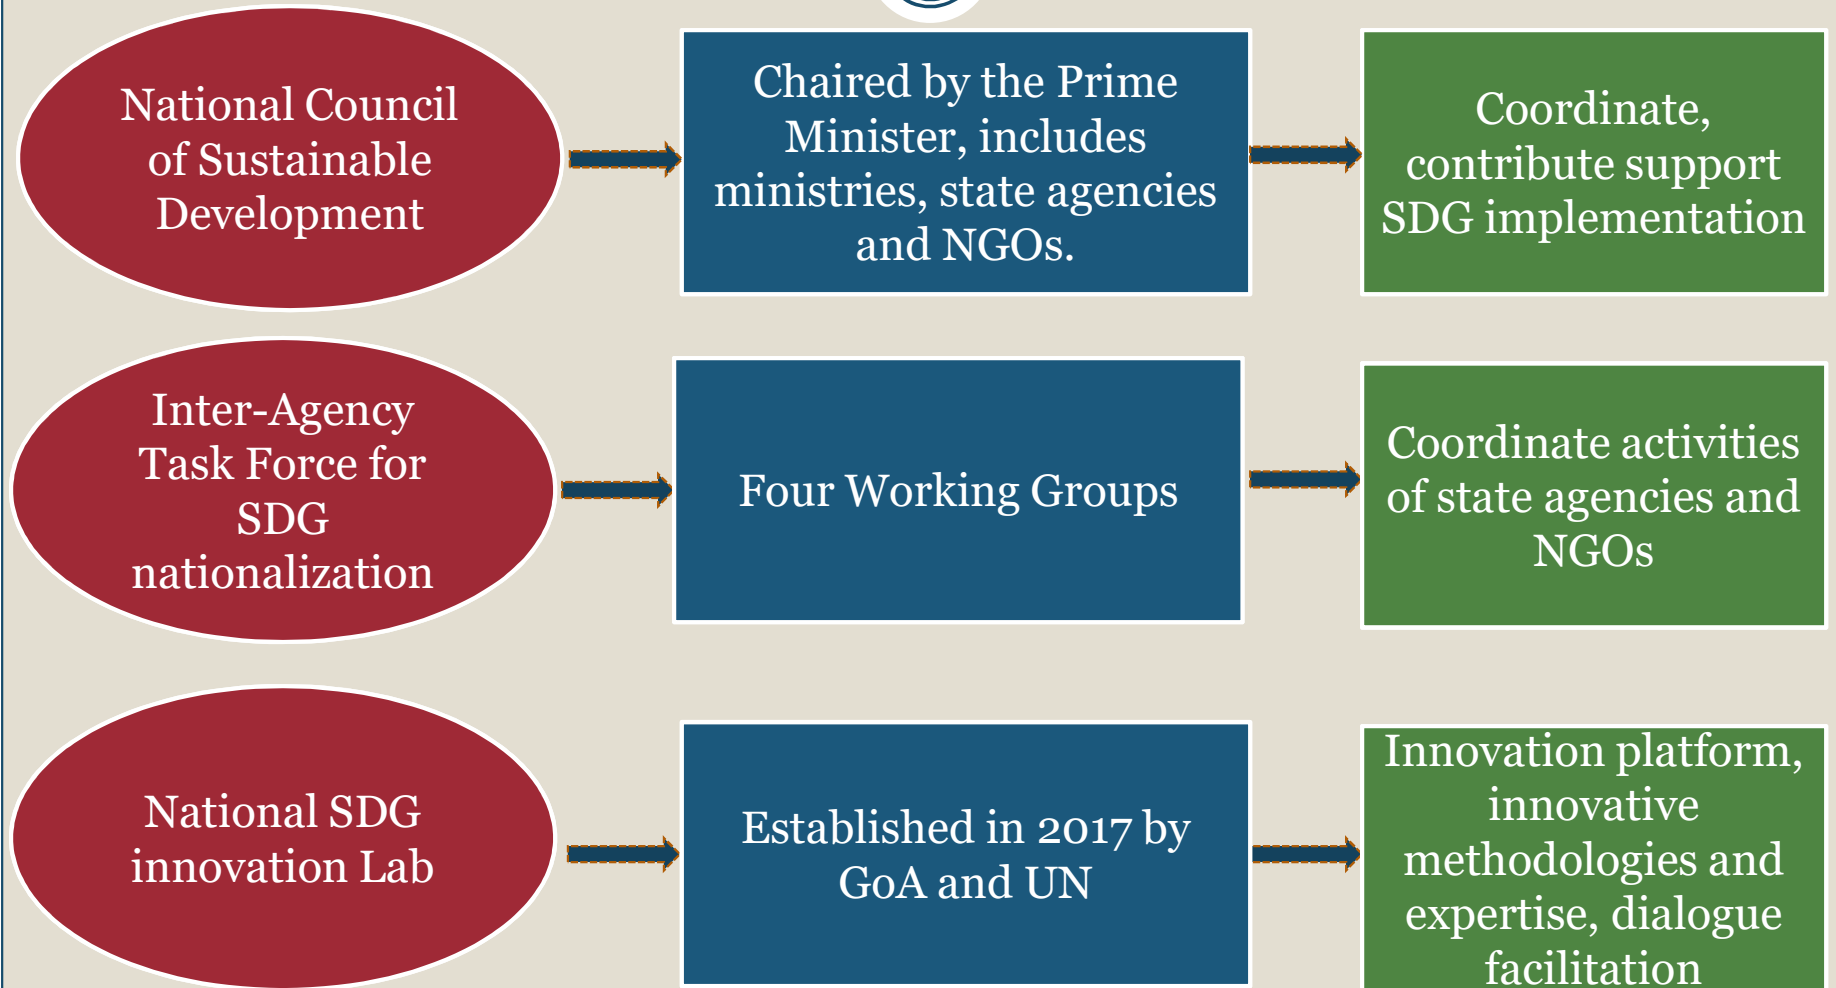 National Council
of Sustainable
Development
Chaired by the Prime
Minister, includes
ministries, state agencies
and NGOs.
Coordinate,
contribute support
SDG implementation
Inter-Agency
Task Force for
SDG
nationalization
Four Working Groups
Coordinate activities
of state agencies and
NGOs
National SDG
innovation Lab
Established in 2017 by
GoA and UN
Innovation platform,
innovative
methodologies and
expertise, dialogue
facilitation